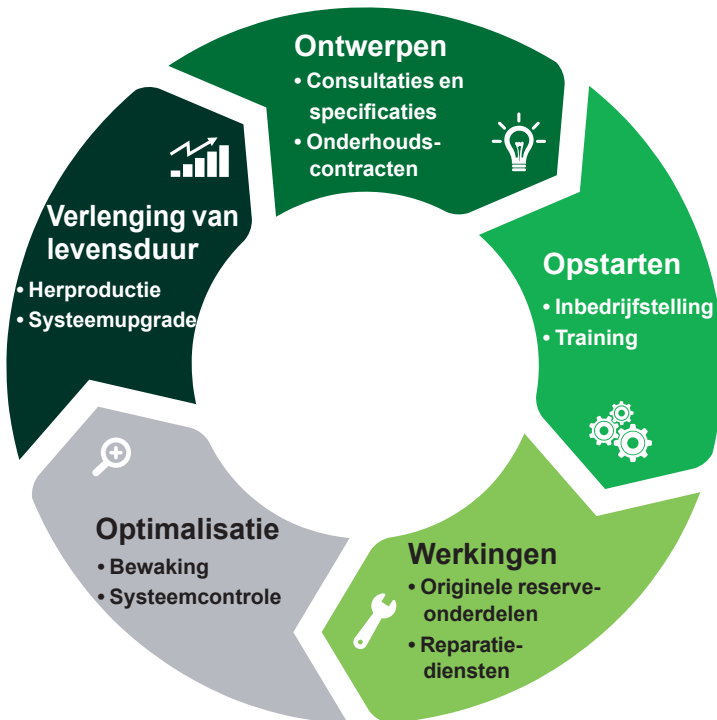 Ontwerpen
• Consultaties en
specificaties
• Onderhouds-
contracten
Opstarten
• Inbedrijfstelling
• Training
Werkingen
• Originele reserve-
onderdelen
• Reparatie-
diensten
Optimalisatie
• Bewaking
• Systeemcontrole
Verlenging van
levensduur
• Herproductie
• Systeemupgrade